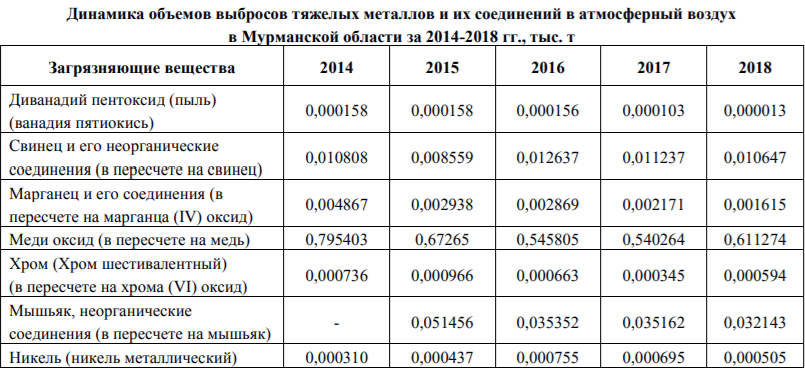 Динамика объемов выбросов тяжелых металлов и их соединений в атмосферный воздух
в Мурманской области за 2014-2018 гг., тыс. т
Загрязняющие вещества 2014 2015 2016 2017 2018
Диванадий пентоксид (пыль)
(ванадия пятиокись) 0,000158 0,000158 0,000156 0,000103 0,000013
Свинец и его неорганические
соединения (в пересчете на свинец) 0,010808 0,008559 0,012637 0,011237 0,010647
Марганец и его соединения (в
пересчете на марганца (IV) оксид) 0,004867 0,002938 0,002869 0,002171 0,001615
Меди оксид (в пересчете на медь) 0,795403 0,67265 0,545805 0,540264 0,611274
Хром (Хром шестивалентный)
(в пересчете на хрома (VI) оксид) 0,000736 0,000966 0,000663 0,000345 0,000594
Мышьяк, неорганические
соединения (в пересчете на мышьяк) - 0,051456 0,035352 0,035162 0,032143
Никель (никель металлический) 0,000310 0,000437 0,000755 0,000695 0,000505